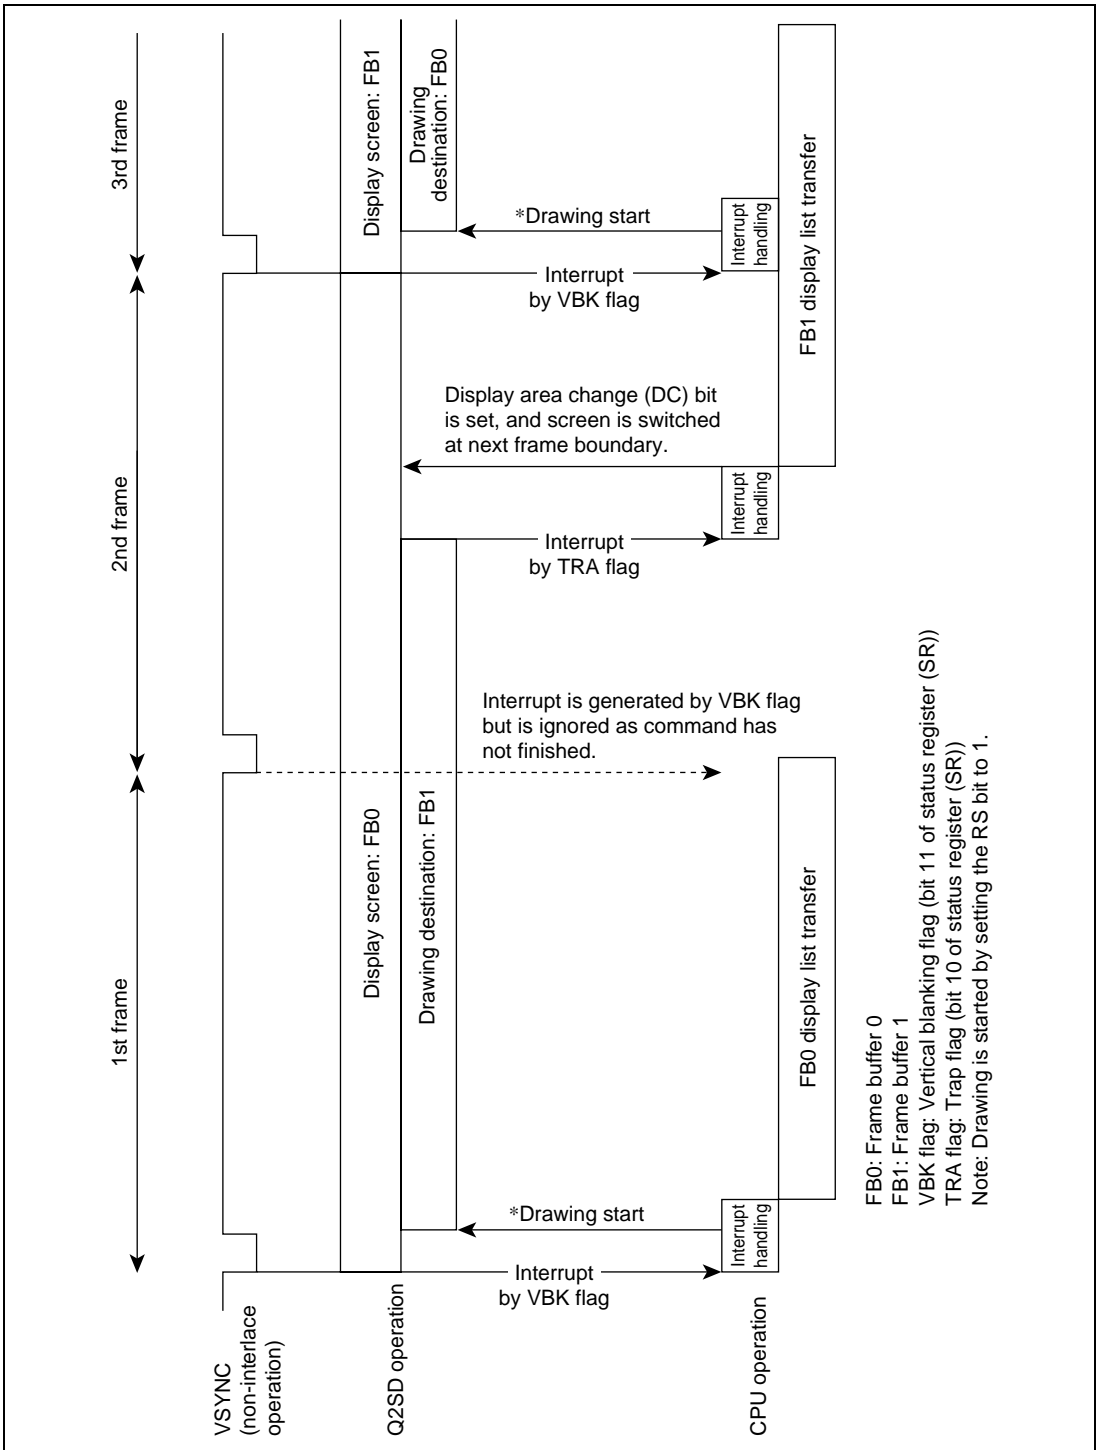 1st frame
2nd frame
3rd frame
VSYNC
(non-interlace
operation)
Q2SD operation
Display screen: FB0
Display screen: FB1
Drawing destination: FB1
Drawing
destination: FB0
Interrupt
by VBK flag
*Drawing start
Interrupt is generated by VBK flag
but is ignored as command has
not finished.
Interrupt
by TRA flag
Display area change (DC) bit
is set, and screen is switched
at next frame boundary.
Interrupt
by VBK flag
*Drawing start
CPU operation
Interrupt
handling
Interrupt
handling
Interrupt
handling
FB0 display list transfer
FB1 display list transfer
FB0: Frame buffer 0
FB1: Frame buffer 1
VBK flag: Vertical blanking flag (bit 11 of status register (SR))
TRA flag: Trap flag (bit 10 of status register (SR))
Note: Drawing is started by setting the RS bit to 1.